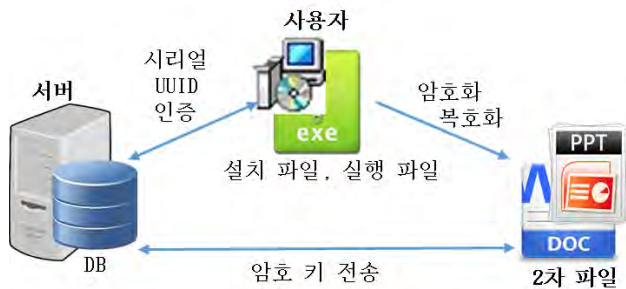 사용자
시리얼
UUID
인증
서버
암호화
복호화
exe
PPT
설치 파일, 실행 파일
W
DOC
DB
암호 키 전송
2차 파일